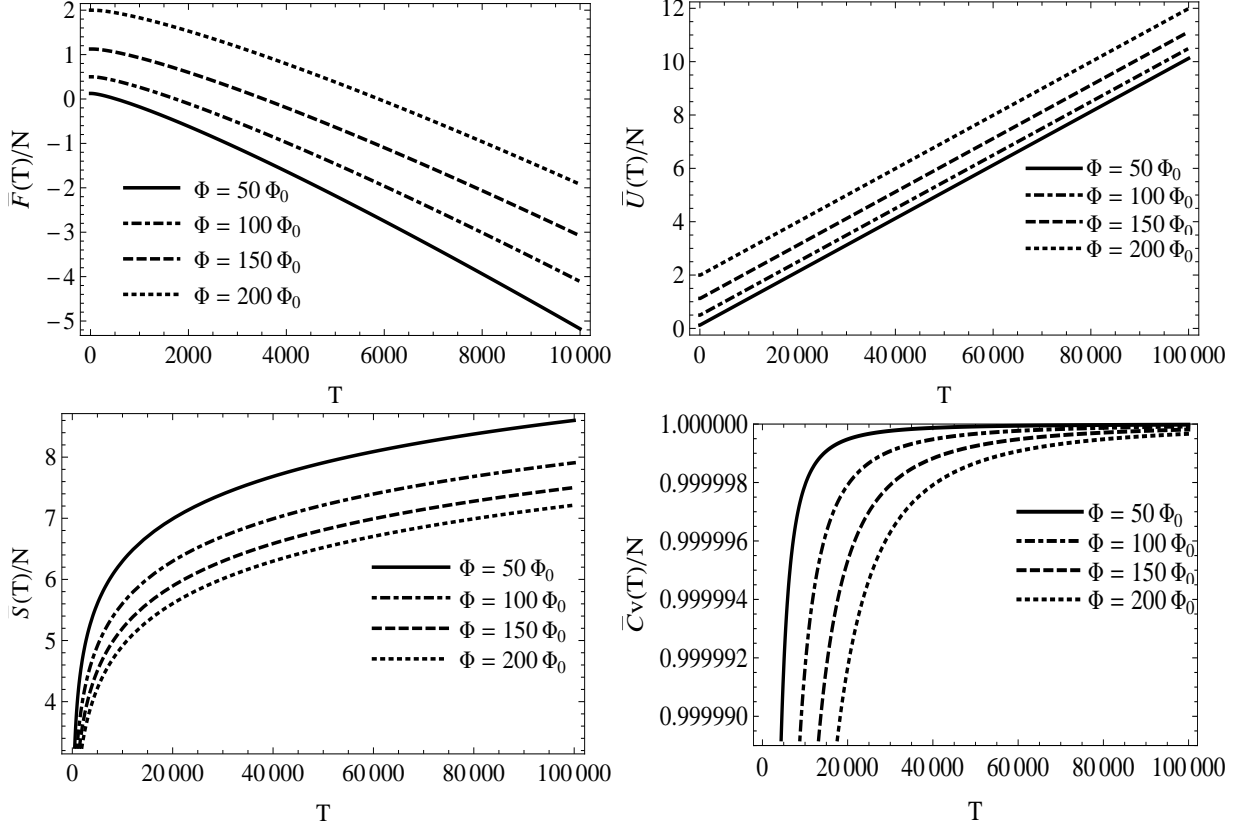 2
1
0
−1
−2
−3
−4
−5
F̅(T)/N
Φ = 50 Φ₀
Φ = 100 Φ₀
Φ = 150 Φ₀
Φ = 200 Φ₀
0 2000 4000 6000 8000 10 000
T
12
10
8
6
4
2
0
U̅(T)/N
Φ = 50 Φ₀
Φ = 100 Φ₀
Φ = 150 Φ₀
Φ = 200 Φ₀
0 20 000 40 000 60 000 80 000 100 000
T
8
7
6
5
4
S̅(T)/N
Φ = 50 Φ₀
Φ = 100 Φ₀
Φ = 150 Φ₀
Φ = 200 Φ₀
0 20 000 40 000 60 000 80 000 100 000
T
1.000000
0.999998
0.999996
0.999994
0.999992
0.999990
C̅v(T)/N
Φ = 50 Φ₀
Φ = 100 Φ₀
Φ = 150 Φ₀
Φ = 200 Φ₀
0 20 000 40 000 60 000 80 000 100 000
T